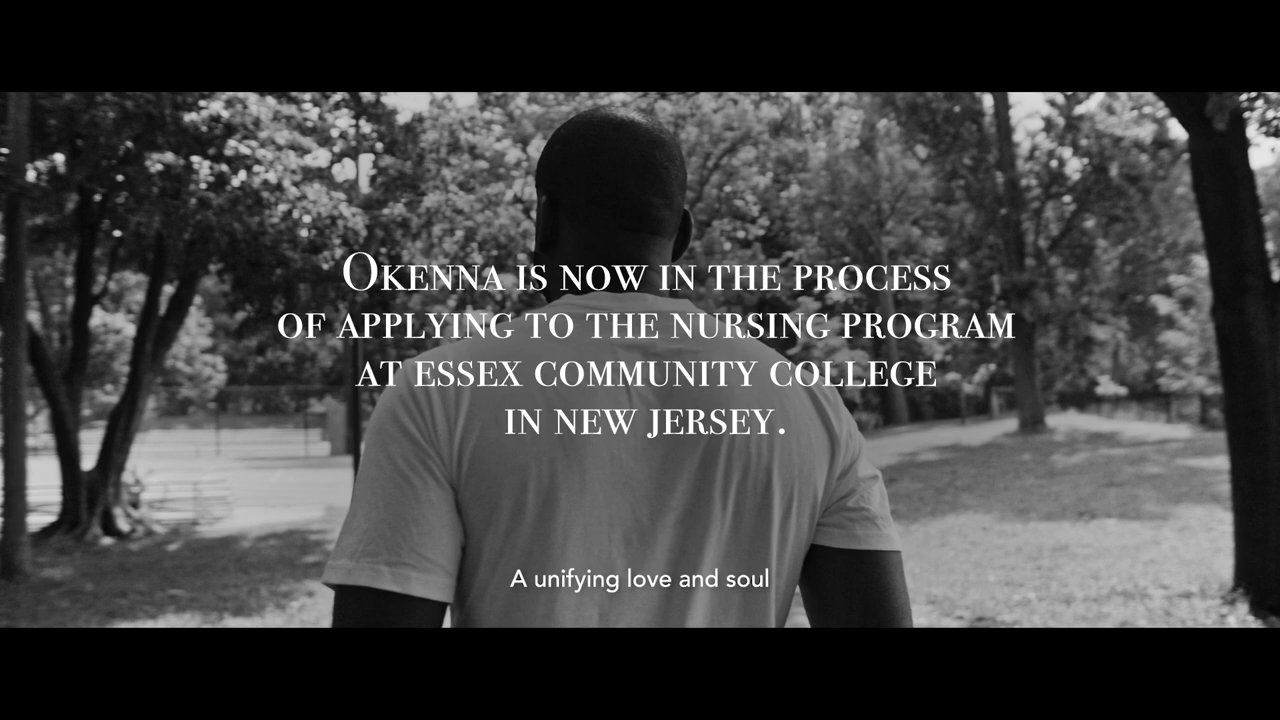 Okenna is now in the process
of applying to the nursing program
at essex community college
in new jersey.
A unifying love and soul